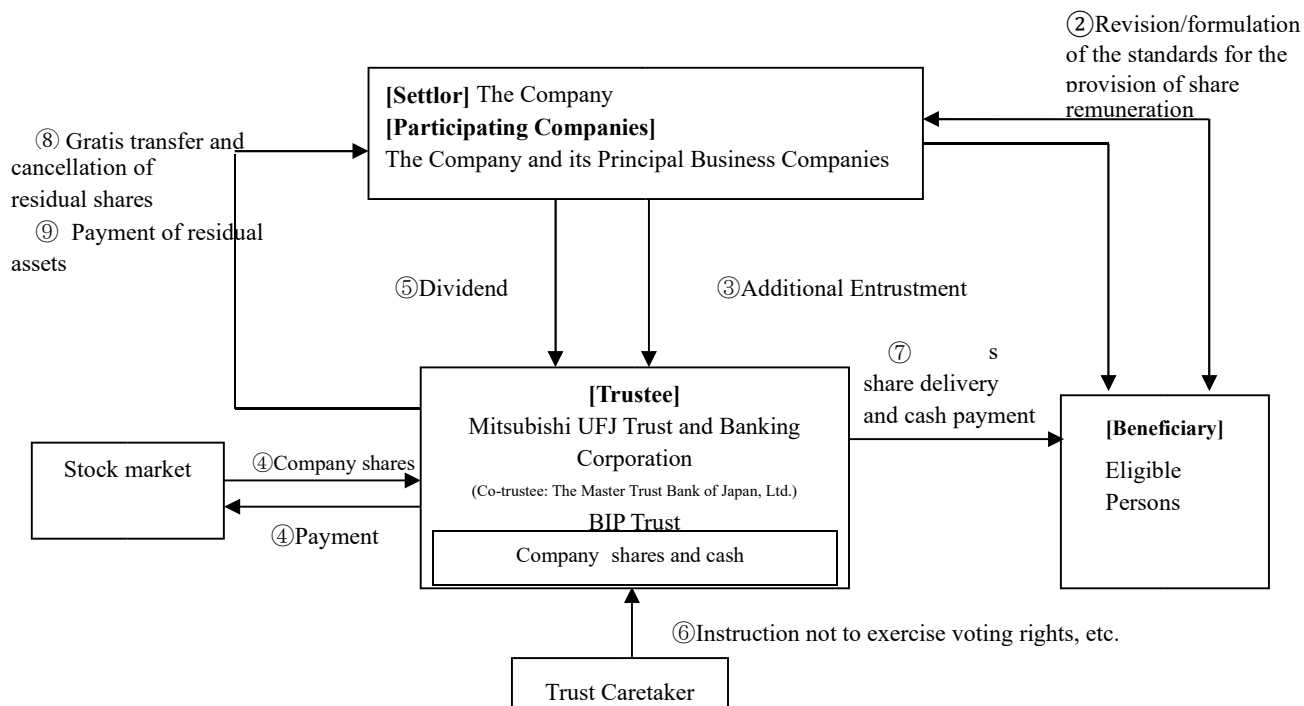 ②Revision/formulation
of the standards for the
provision of share
remuneration
[Settlor] The Company
[Participating Companies]
The Company and its Principal Business Companies
⑧ Gratis transfer and
cancellation of
residual shares
⑨ Payment of residual
assets
⑤Dividend
③Additional Entrustment
⑦ s
share delivery
and cash payment
[Trustee]
Mitsubishi UFJ Trust and Banking
Corporation
(Co-trustee: The Master Trust Bank of Japan, Ltd.)
BIP Trust
Company shares and cash
[Beneficiary]
Eligible
Persons
Stock market
④Company shares
④Payment
⑥Instruction not to exercise voting rights, etc.
Trust Caretaker